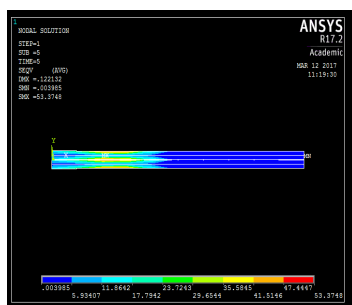 1
NODAL SOLUTION
STEP=1
SUB =5
TIME=5
SEQV (AVG)
DMX =.122132
SMN =.003985
SMX =53.3748
ANSYS
R17.2
Academic
MAR 12 2017
11:19:30
Y
X
MN
.003985 11.8642 23.7243 35.5845 47.4447
5.93407 17.7942 29.6544 41.5146 53.3748